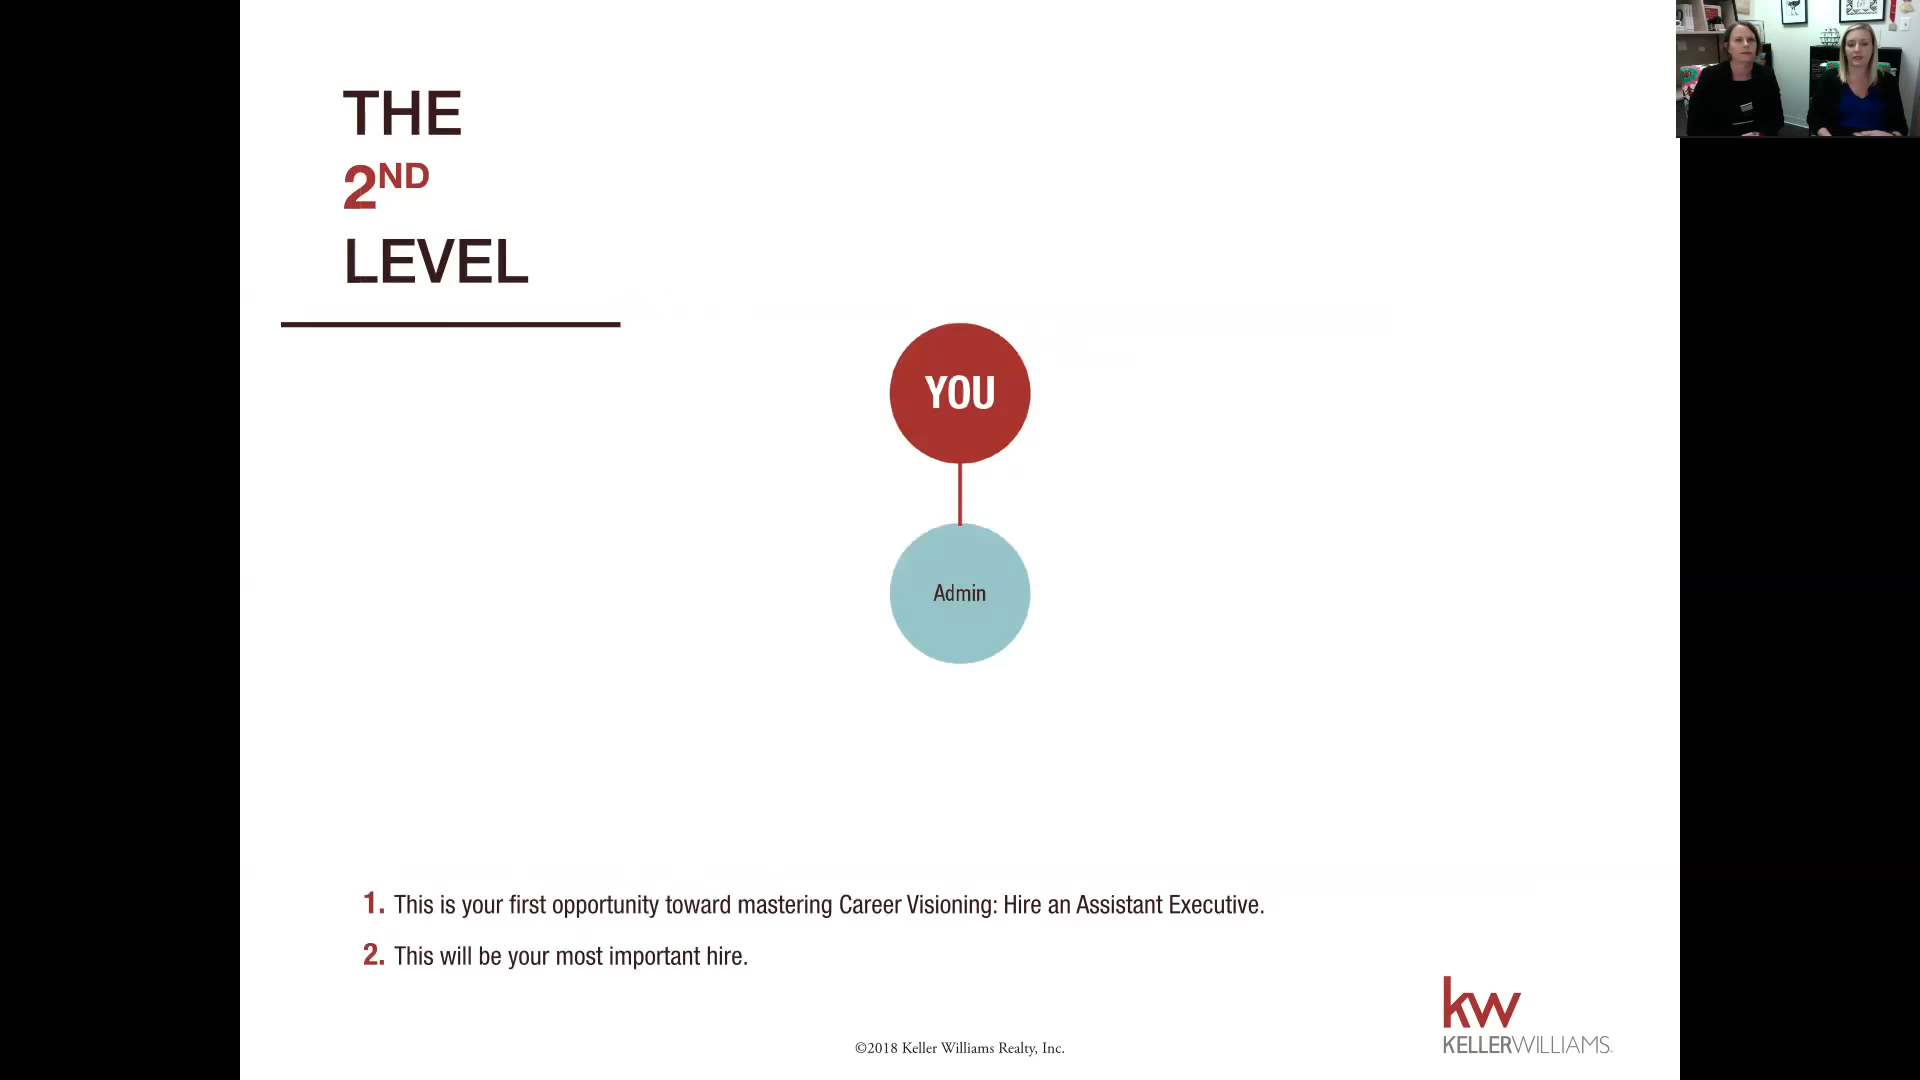 THE
2ND
LEVEL
YOU
Admin
1. This is your first opportunity toward mastering Career Visioning: Hire an Assistant Executive.
2. This will be your most important hire.
kw
KELLERWILLIAMS.
©2018 Keller Williams Realty, Inc.